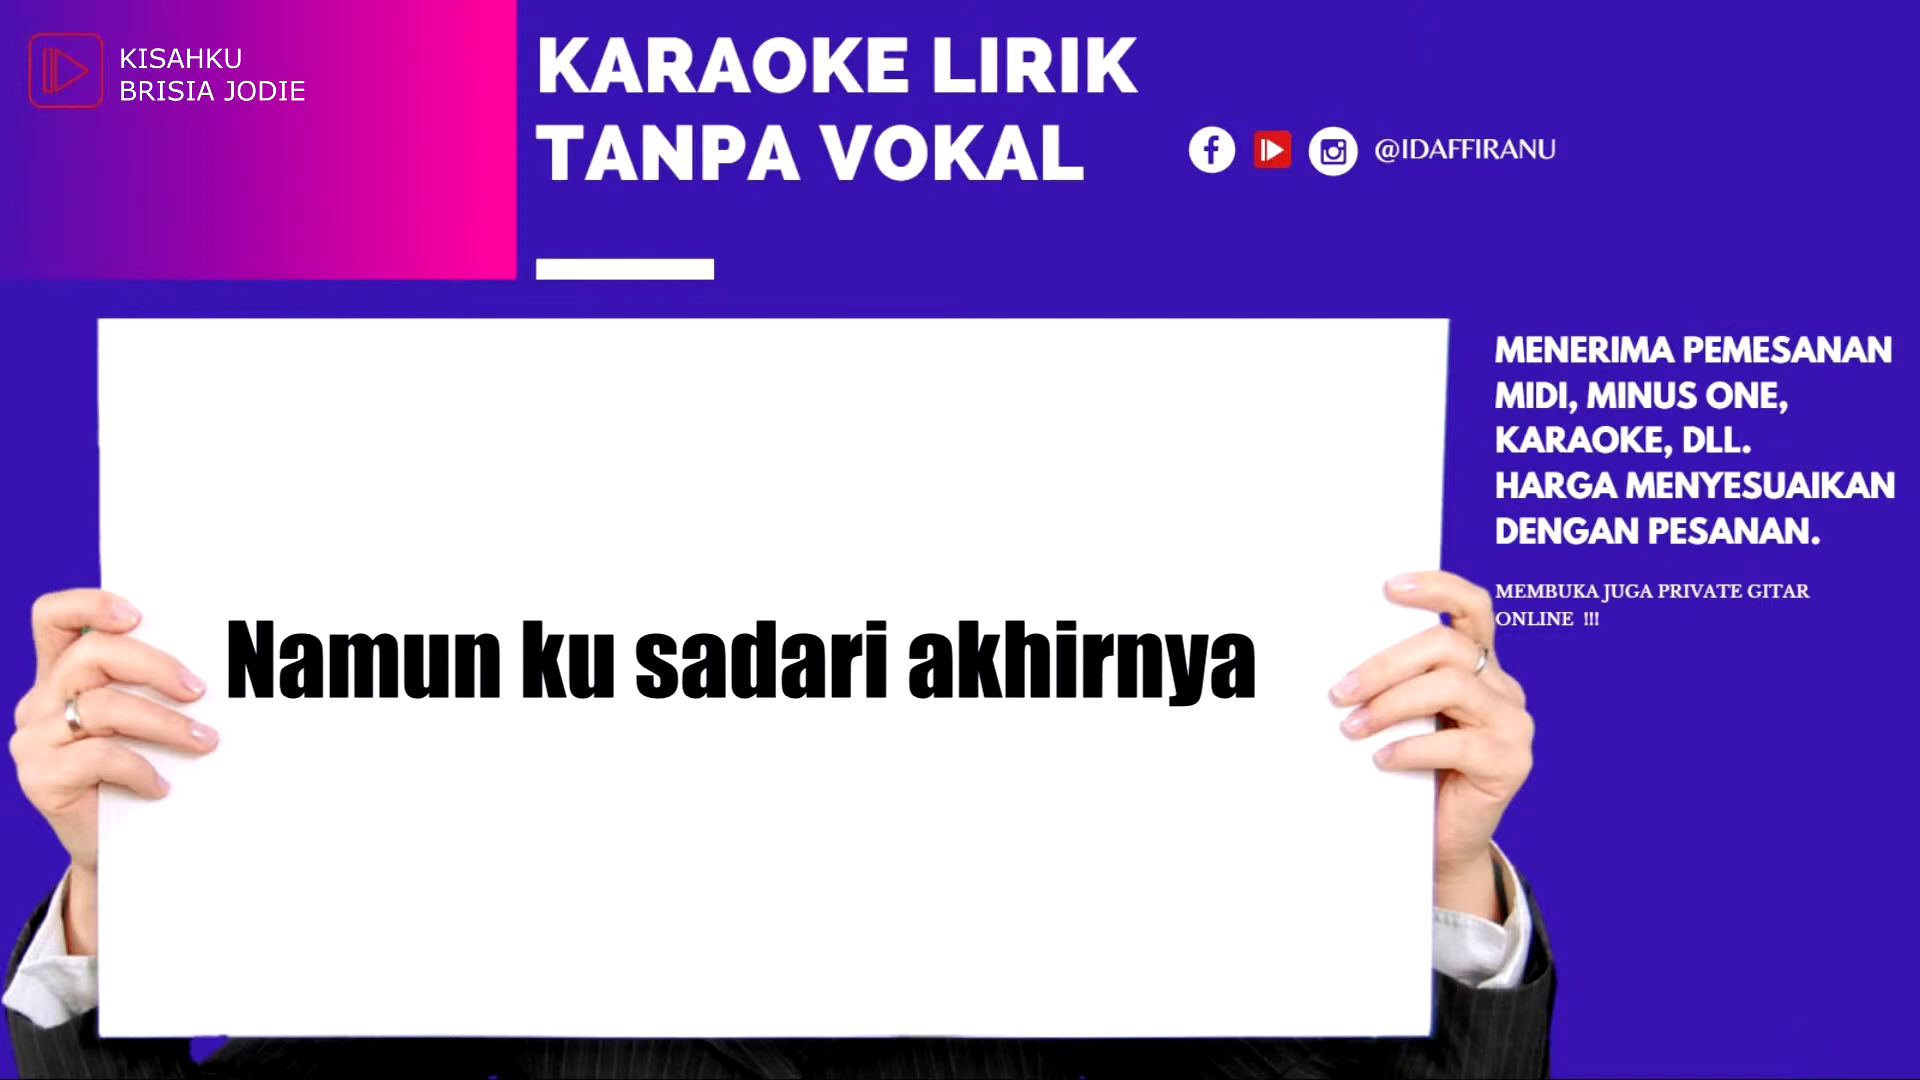 KISAHKU
BRISIA JODIE
KARAOKE LIRIK
TANPA VOKAL
@IDAFFIRANU
MENERIMA PEMESANAN
MIDI, MINUS ONE,
KARAOKE, DLL.
HARGA MENYESUAIKAN
DENGAN PESANAN.
MEMBUKA JUGA PRIVATE GITAR
ONLINE !!!
Namun ku sadari akhirnya